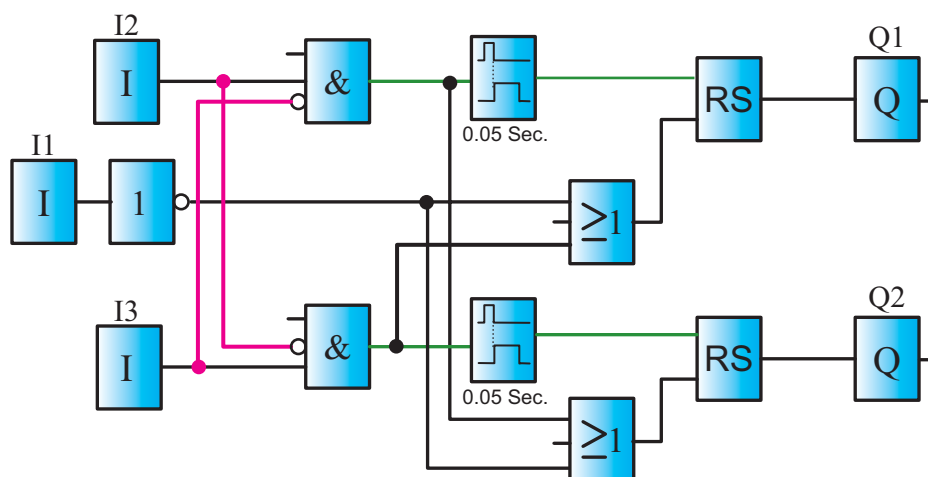 I2
I
&
0.05 Sec.
RS
Q1
Q
I1
I
1
≥1
I3
I
&
0.05 Sec.
RS
Q2
Q
≥1